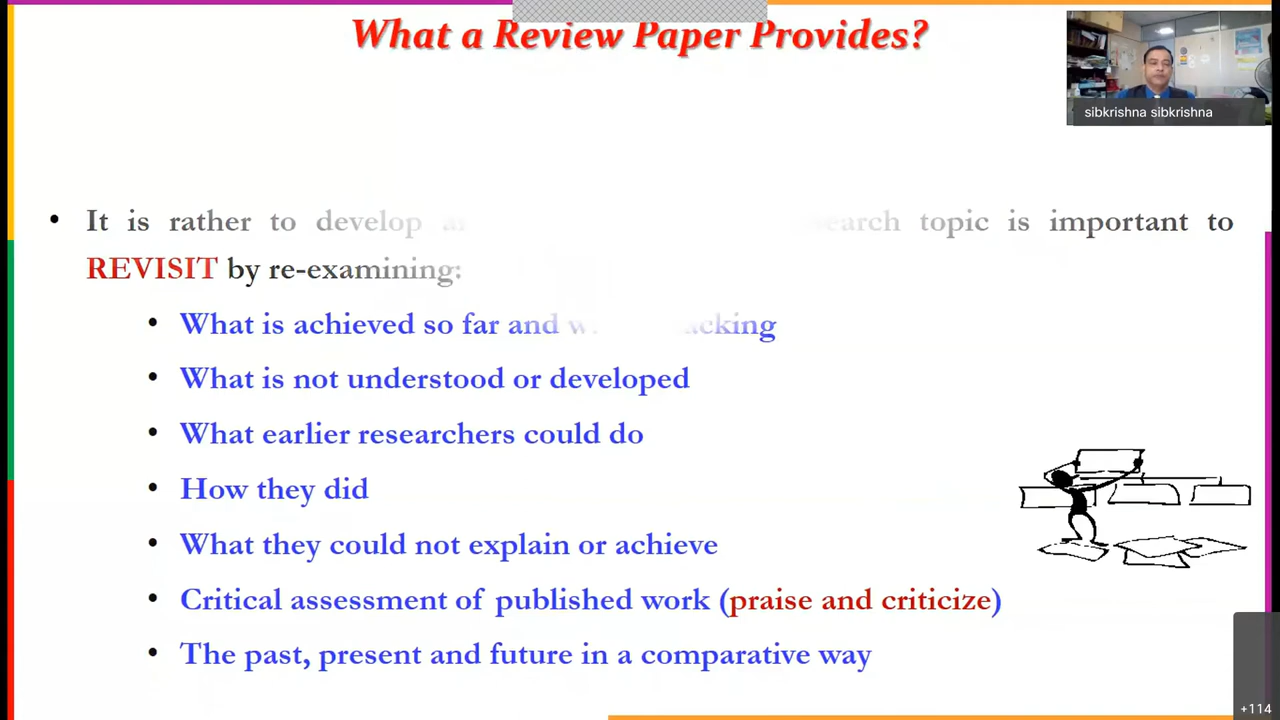 What a Review Paper Provides?
sibkrishna sibkrishna
• It is rather to develop topic is important to
REVISIT by re-examining:
• What is achieved so far and
• What is not understood or developed
• What earlier researchers could do
• How they did
• What they could not explain or achieve
• Critical assessment of published work (praise and criticize)
• The past, present and future in a comparative way
+114